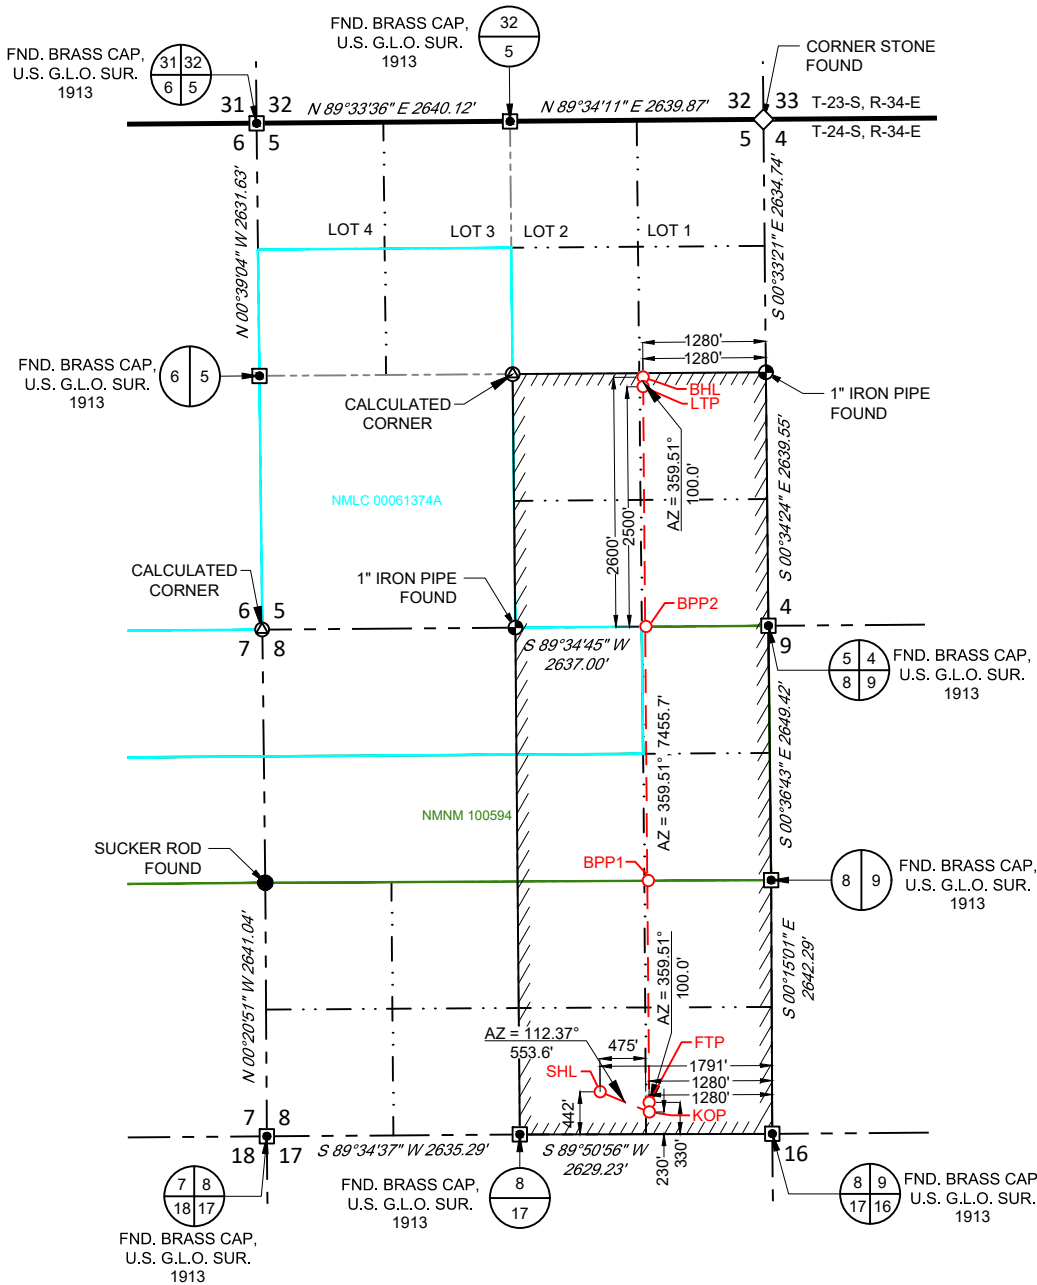 FND. BRASS CAP,
U.S. G.L.O. SUR.
1913
31 32
6 5
FND. BRASS CAP,
U.S. G.L.O. SUR.
1913
32
5
CORNER STONE
FOUND
31 32
6 5
N 89°33'36" E 2640.12'
N 89°34'11" E 2639.87'
32 33
5 4
T-23-S, R-34-E
T-24-S, R-34-E
N 00°39'04" W 2631.63'
S 00°33'21" E 2634.74'
LOT 4
LOT 3
LOT 2
LOT 1
FND. BRASS CAP,
U.S. G.L.O. SUR.
1913
6 5
CALCULATED
CORNER
1280'
1280'
BHL
LTP
1" IRON PIPE
FOUND
AZ = 359.51°
100.0'
2600'
2500'
S 00°34'24" E 2639.55'
NMLC 00061374A
CALCULATED
CORNER
6 5
7 8
1" IRON PIPE
FOUND
BPP2
S 89°34'45" W
2637.00'
4
9
5 4
8 9
FND. BRASS CAP,
U.S. G.L.O. SUR.
1913
AZ = 359.51°, 7455.7'
S 00°36'43" E 2649.42'
NMNM 100594
SUCKER ROD
FOUND
BPP1
8 9
FND. BRASS CAP,
U.S. G.L.O. SUR.
1913
N 00°20'51" W 2641.04'
AZ = 359.51°
100.0'
S 00°15'01" E
2642.29'
AZ = 112.37°
553.6'
475'
FTP
1791'
1280'
1280'
SHL
KOP
442'
230'
330'
7 8
18 17
S 89°34'37" W 2635.29'
S 89°50'56" W
2629.23'
16
7 8
18 17
FND. BRASS CAP,
U.S. G.L.O. SUR.
1913
FND. BRASS CAP,
U.S. G.L.O. SUR.
1913
8
17
8 9
17 16
FND. BRASS CAP
U.S. G.L.O. SUR.
1913